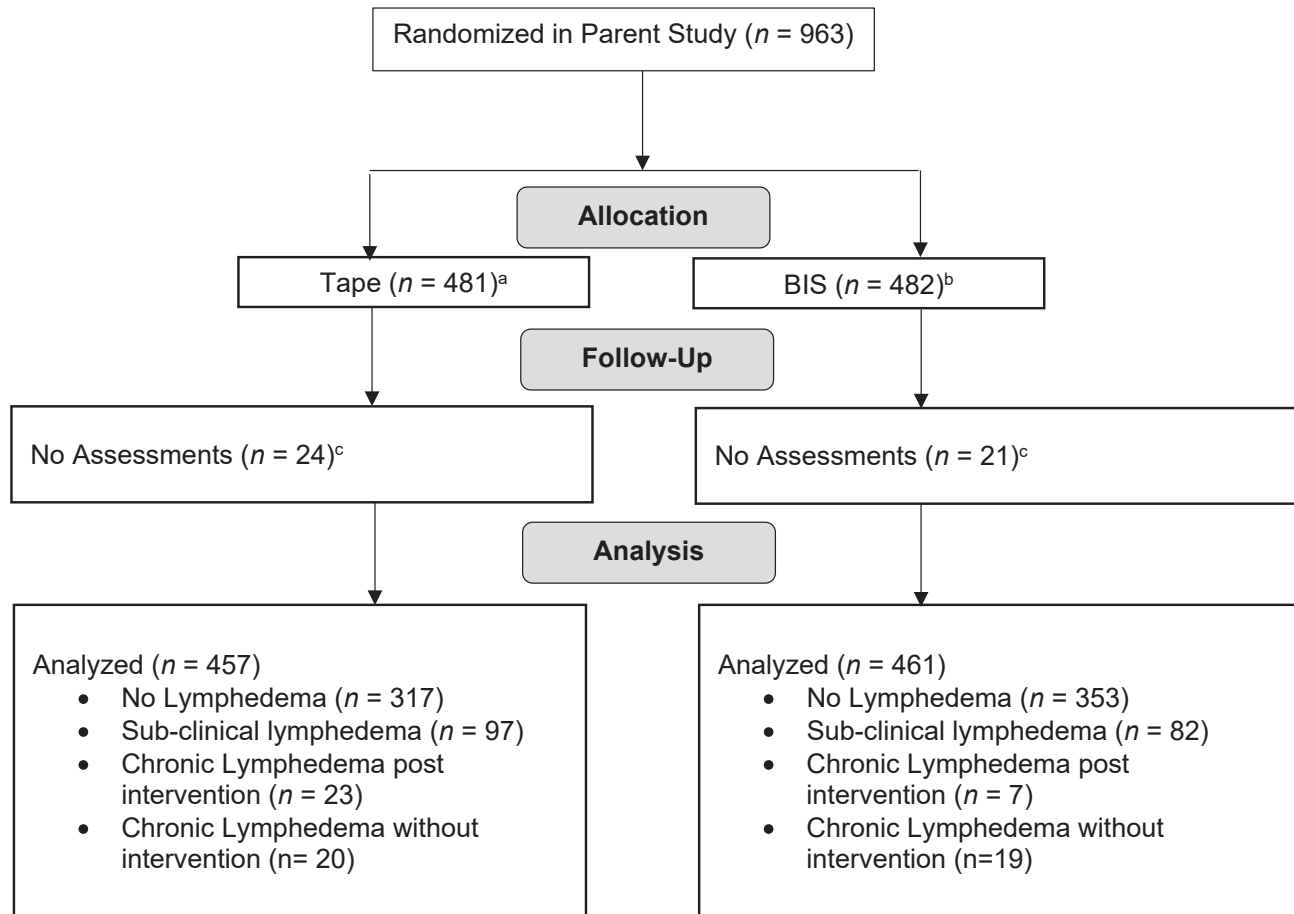 Randomized in Parent Study (n = 963)
Allocation
Tape (n = 481)ᵃ
BIS (n = 482)ᵇ
Follow-Up
No Assessments (n = 24)ᶜ
No Assessments (n = 21)ᶜ
Analysis
Analyzed (n = 457)
• No Lymphedema (n = 317)
• Sub-clinical lymphedema (n = 97)
• Chronic Lymphedema post
intervention (n = 23)
• Chronic Lymphedema without
intervention (n= 20)
Analyzed (n = 461)
• No Lymphedema (n = 353)
• Sub-clinical lymphedema (n = 82)
• Chronic Lymphedema post
intervention (n = 7)
• Chronic Lymphedema without
intervention (n=19)